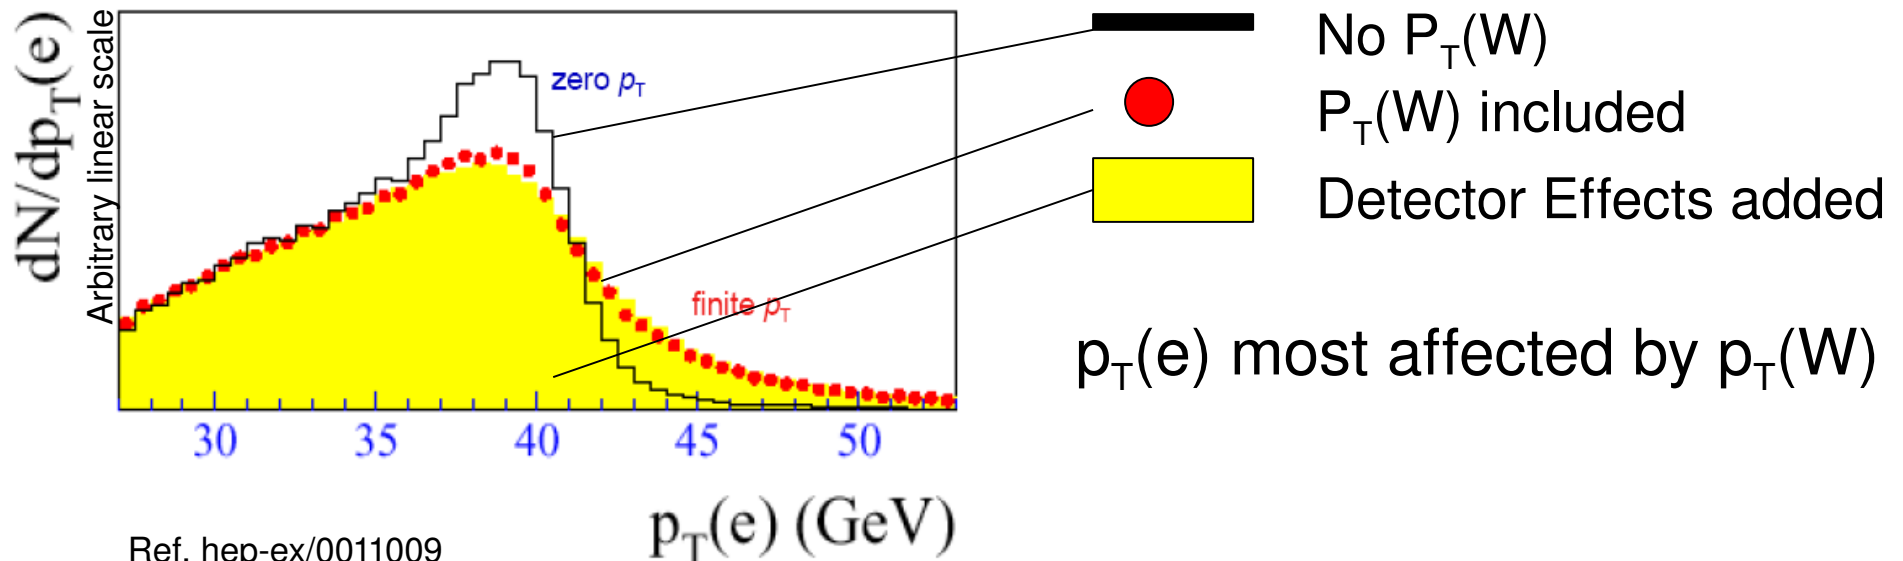 dN/dp_T(e)
Arbitrary linear scale
zero p_T
finite p_T
30 35 40 45 50
p_T(e) (GeV)
Ref. hep-ex/0011009
No P_T(W)
P_T(W) included
Detector Effects added
p_T(e) most affected by p_T(W)